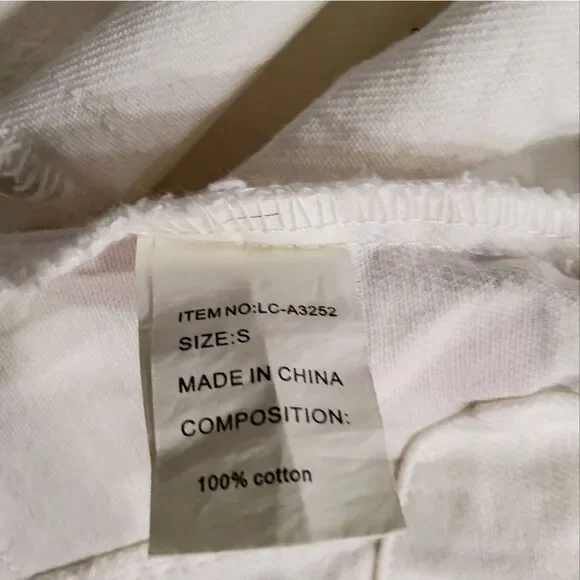 ITEM NO:LC-A3252
SIZE:S
MADE IN CHINA
COMPOSITION:
100% cotton